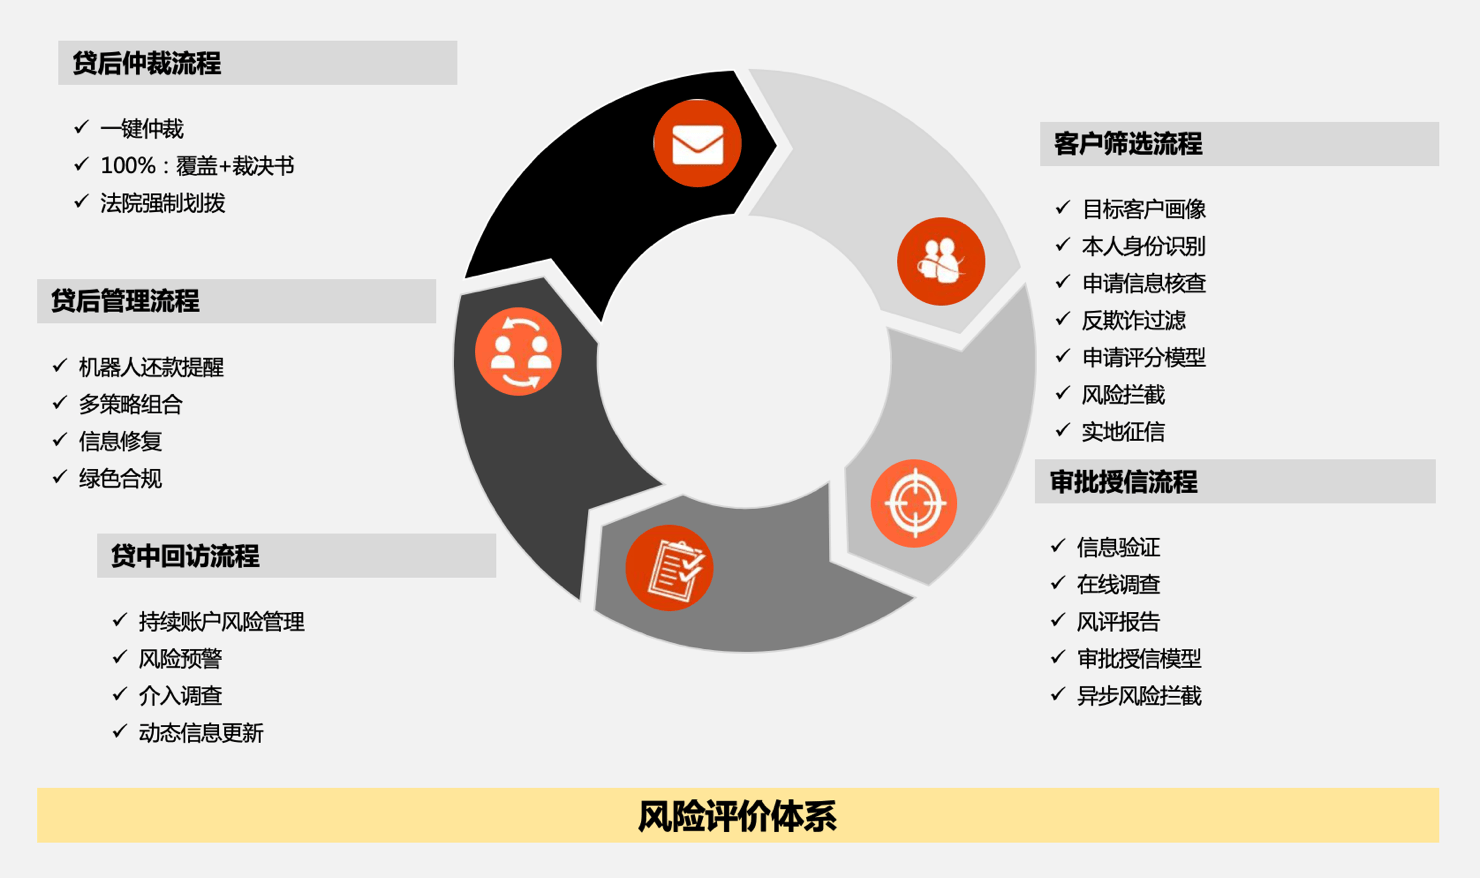 贷后仲裁流程
一键仲裁
100%：覆盖+裁决书
法院强制划拨
贷后管理流程
机器人还款提醒
多策略组合
信息修复
绿色合规
贷中回访流程
持续账户风险管理
风险预警
介入调查
动态信息更新
客户筛选流程
目标客户画像
本人身份识别
申请信息核查
反欺诈过滤
申请评分模型
风险拦截
实地征信
审批授信流程
信息验证
在线调查
风评报告
审批授信模型
异步风险拦截
风险评价体系